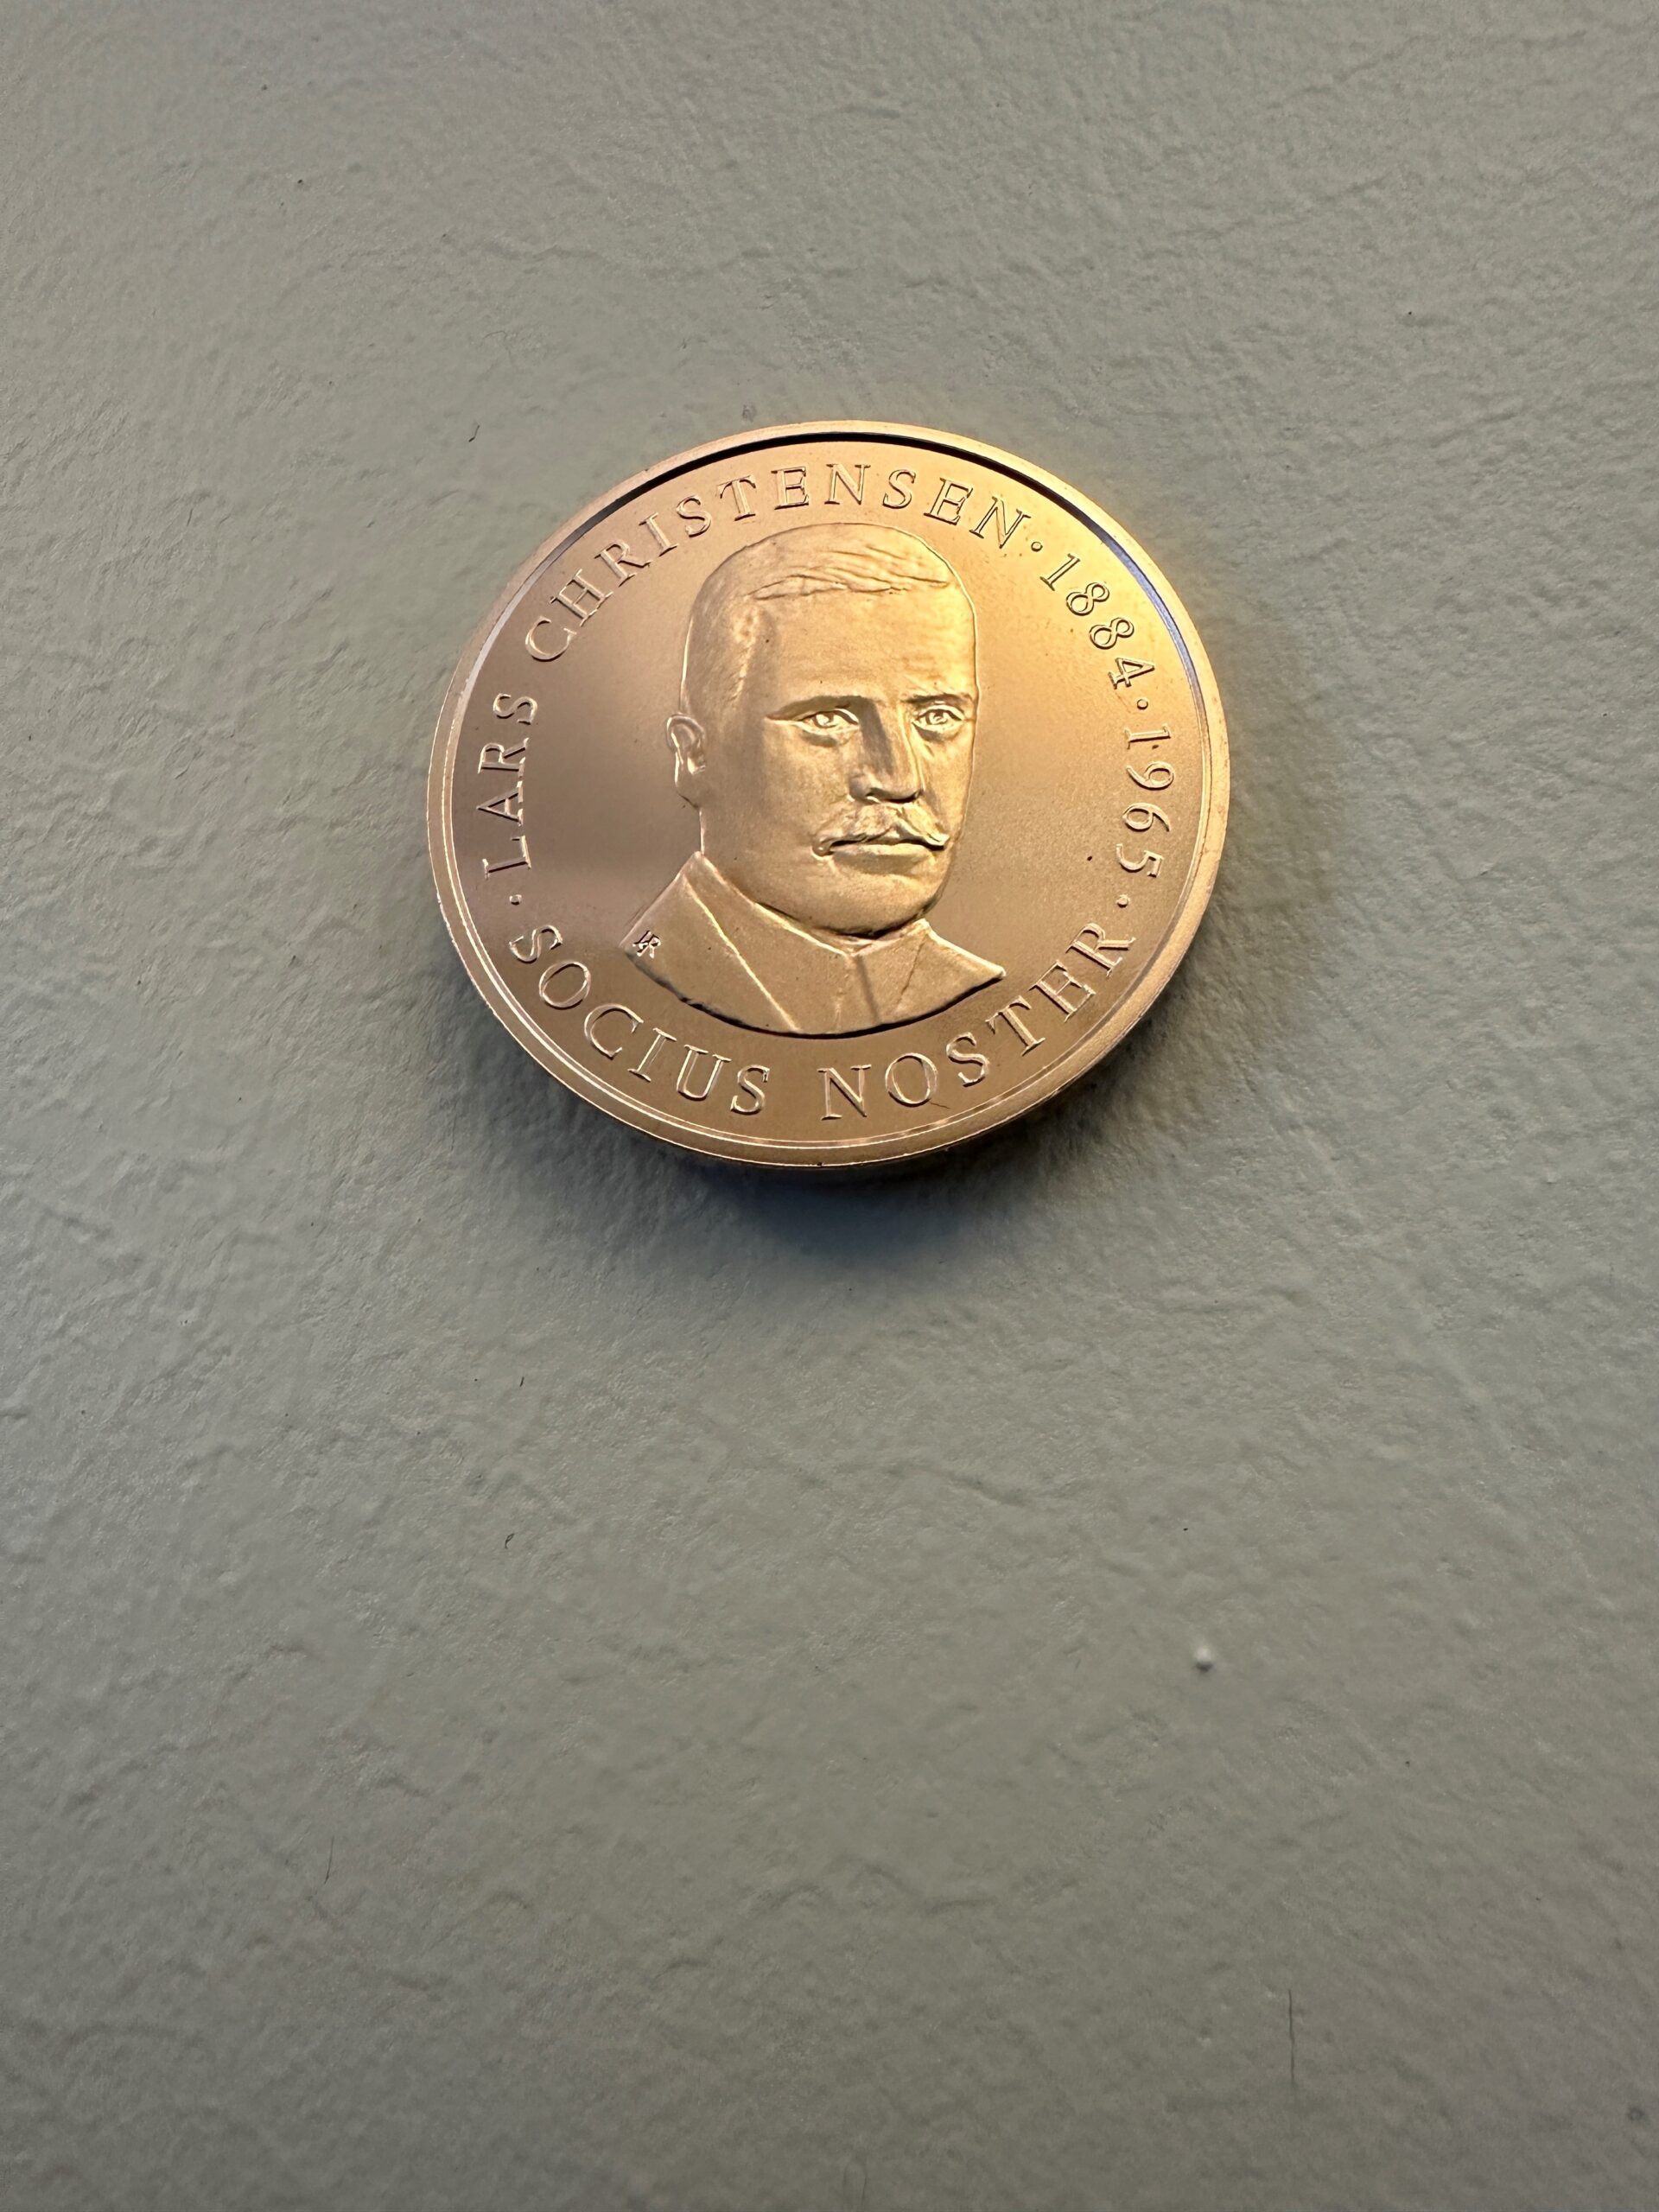 · LARS CHRISTENSEN · 1884 · 1965 ·
SOCIUS NOSTER